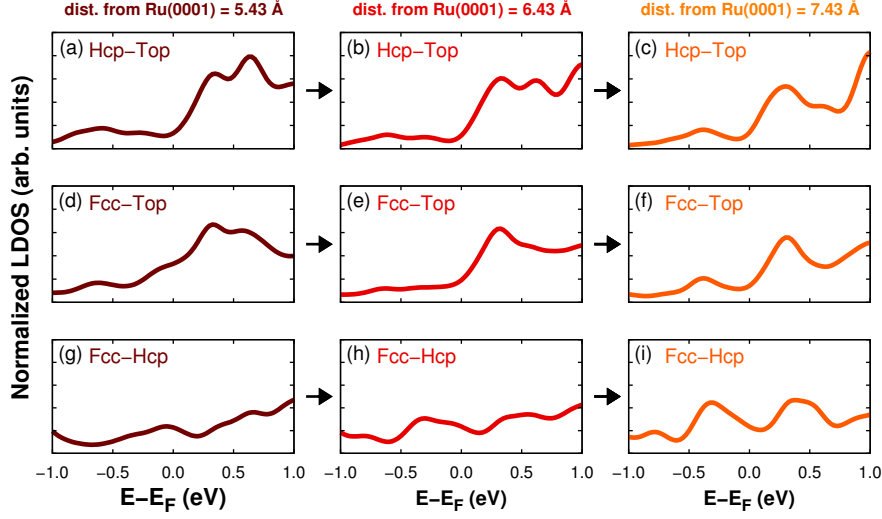 dist. from Ru(0001) = 5.43 Å
dist. from Ru(0001) = 6.43 Å
dist. from Ru(0001) = 7.43 Å
Normalized LDOS (arb. units)
(a) Hcp−Top
(b) Hcp−Top
(c) Hcp−Top
(d) Fcc−Top
(e) Fcc−Top
(f) Fcc−Top
(g) Fcc−Hcp
(h) Fcc−Hcp
(i) Fcc−Hcp
−1.0 −0.5 0.0 0.5 1.0
−1.0 −0.5 0.0 0.5 1.0
−1.0 −0.5 0.0 0.5 1.0
E−E_F (eV)
E−E_F (eV)
E−E_F (eV)